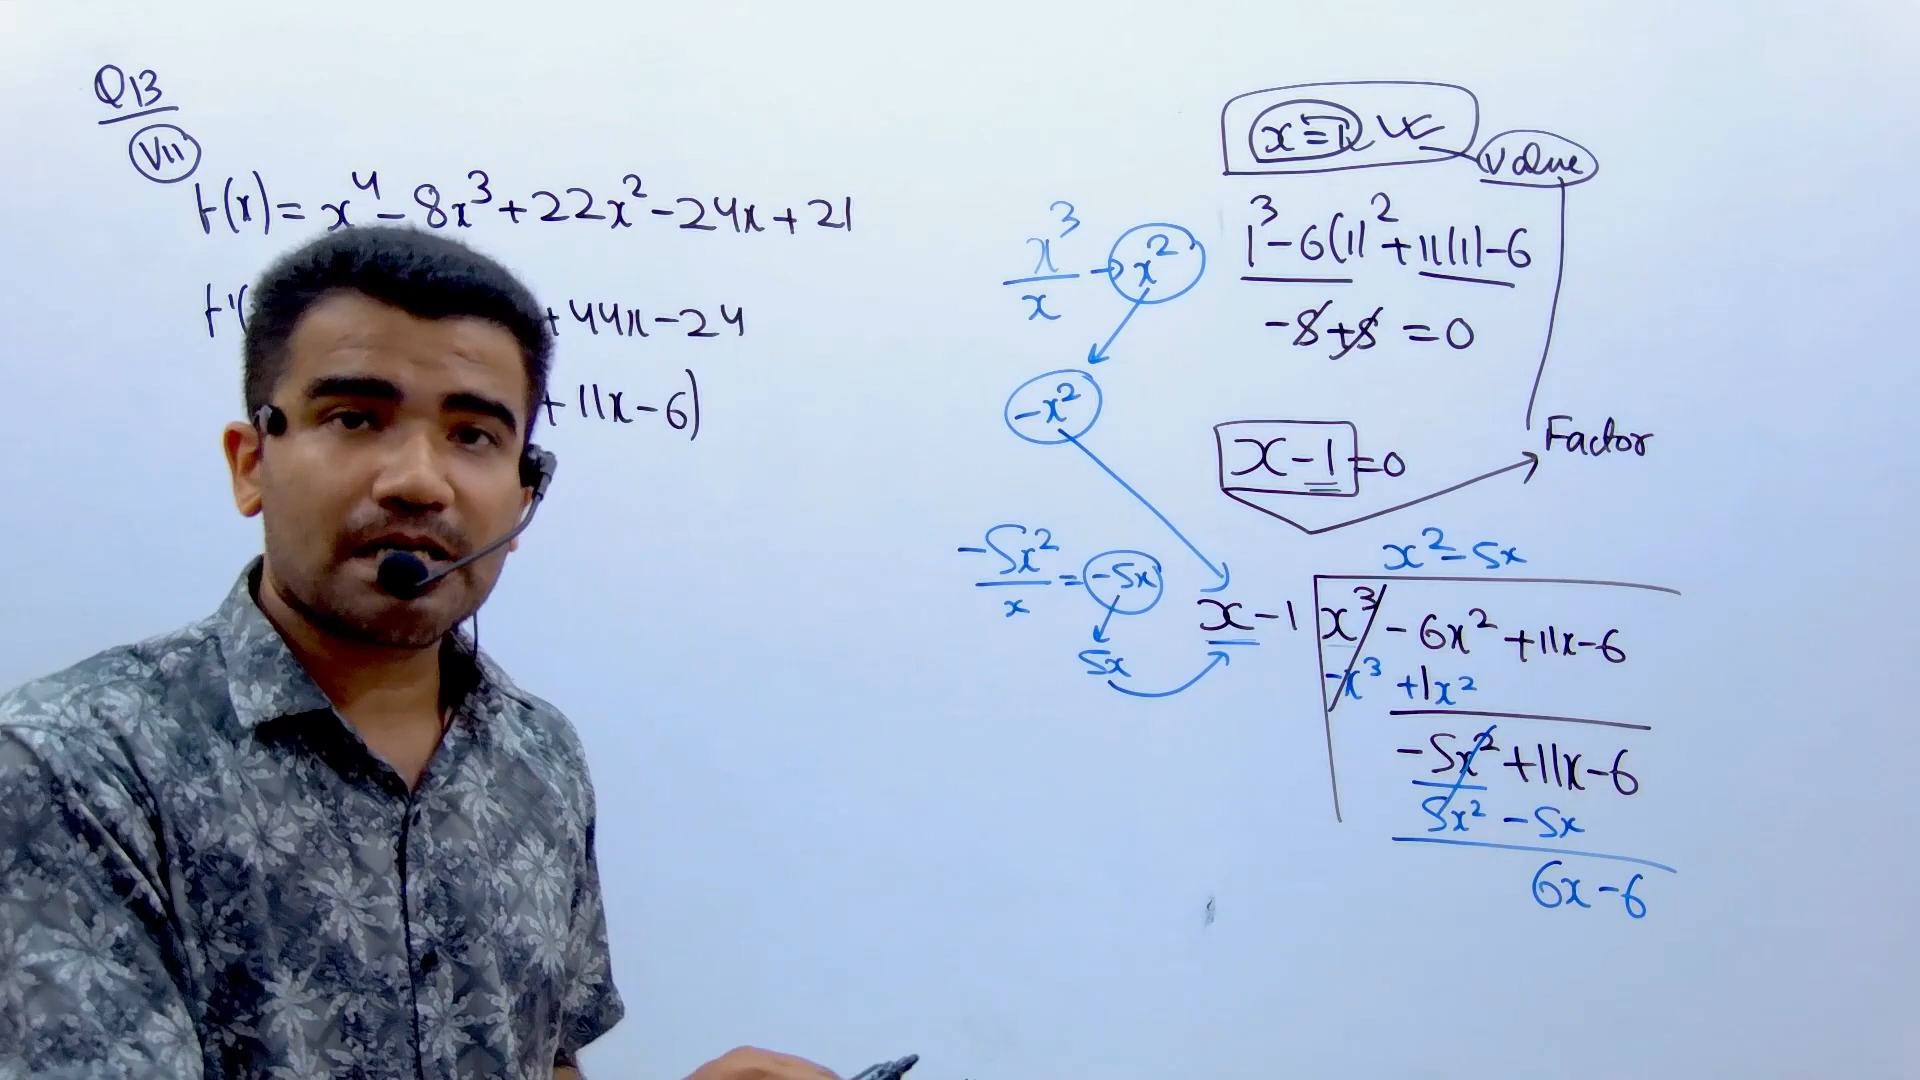 Q13
vii
f(x) = x⁴ - 8x³ + 22x² - 24x + 21
f'( + 44x - 24
+ 11x - 6)
x = 1
value
1³ - 6(1)² + 11(1) - 6
-8 + 8 = 0
x - 1 = 0
Factor
x³/x → x²
-x²
-5x²/x = -5x
5x
x² - 5x
x - 1 x³ - 6x² + 11x - 6
-x³ + 1x²
-5x² + 11x - 6
5x² - 5x
6x - 6